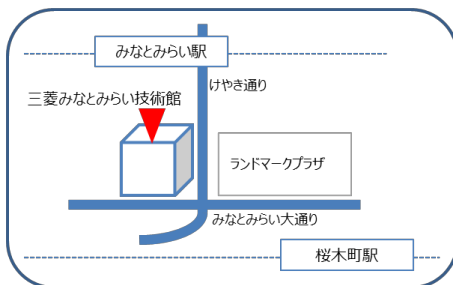 みなとみらい駅
けやき通り
三菱みなとみらい技術館
ランドマークプラザ
みなとみらい大通り
桜木町駅